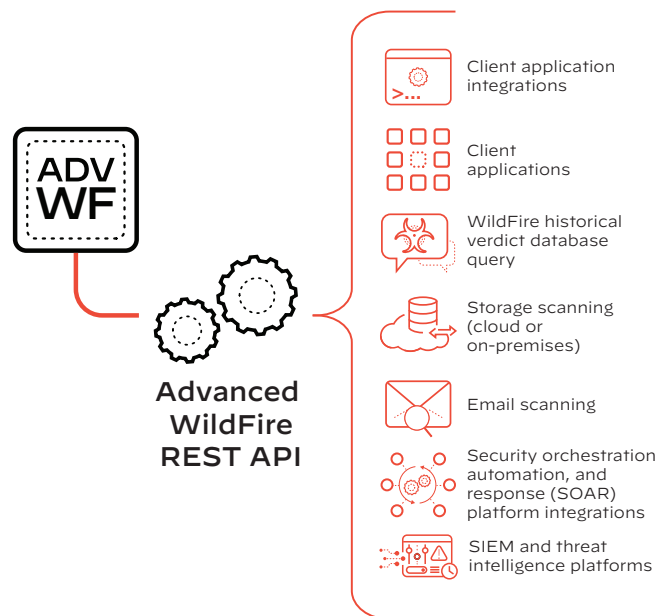 ADV
WF
Advanced
WildFire
REST API
>...
Client application
integrations
Client
applications
WildFire historical
verdict database
query
Storage scanning
(cloud or
on-premises)
Email scanning
Security orchestration
automation, and
response (SOAR)
platform integrations
SIEM and threat
intelligence platforms